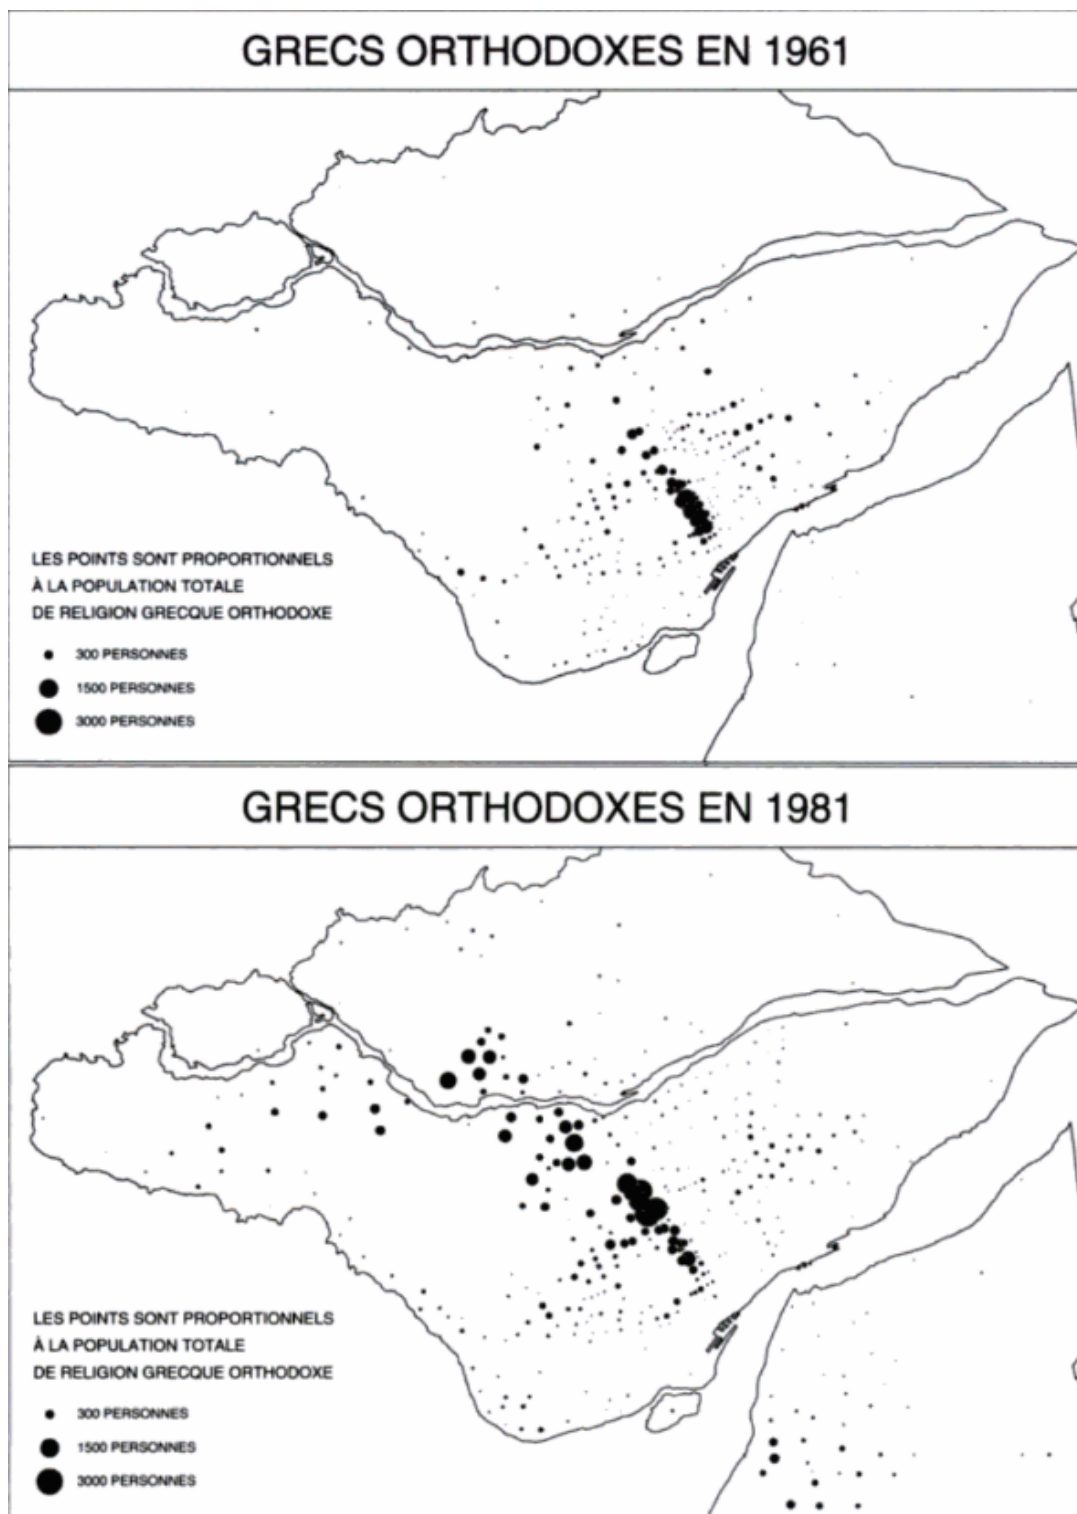 GRECS ORTHODOXES EN 1961
LES POINTS SONT PROPORTIONNELS
À LA POPULATION TOTALE
DE RELIGION GRECQUE ORTHODOXE
300 PERSONNES
1500 PERSONNES
3000 PERSONNES
GRECS ORTHODOXES EN 1981
LES POINTS SONT PROPORTIONNELS
À LA POPULATION TOTALE
DE RELIGION GRECQUE ORTHODOXE
300 PERSONNES
1500 PERSONNES
3000 PERSONNES